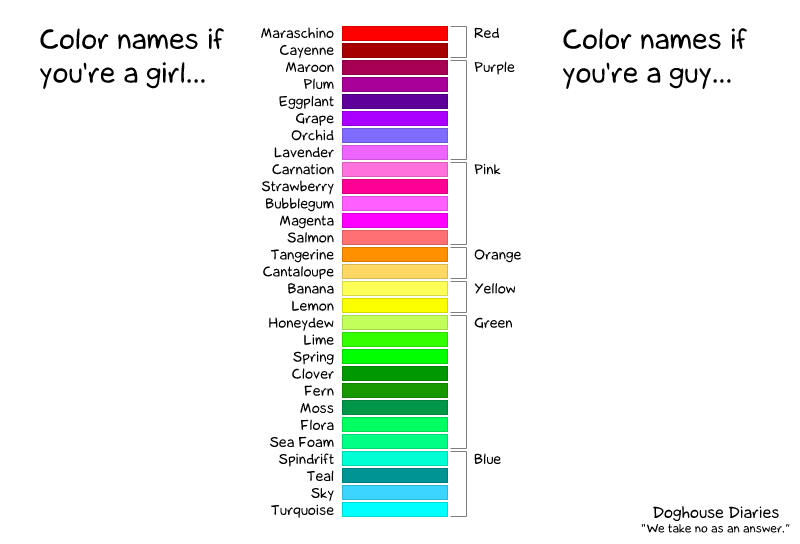 Color names if
you're a girl...
Color names if
you're a guy...
Maraschino
Cayenne
Maroon
Plum
Eggplant
Grape
Orchid
Lavender
Carnation
Strawberry
Bubblegum
Magenta
Salmon
Tangerine
Cantaloupe
Banana
Lemon
Honeydew
Lime
Spring
Clover
Fern
Moss
Flora
Sea Foam
Spindrift
Teal
Sky
Turquoise
Red
Purple
Pink
Orange
Yellow
Green
Blue
Doghouse Diaries
"We take no as an answer."